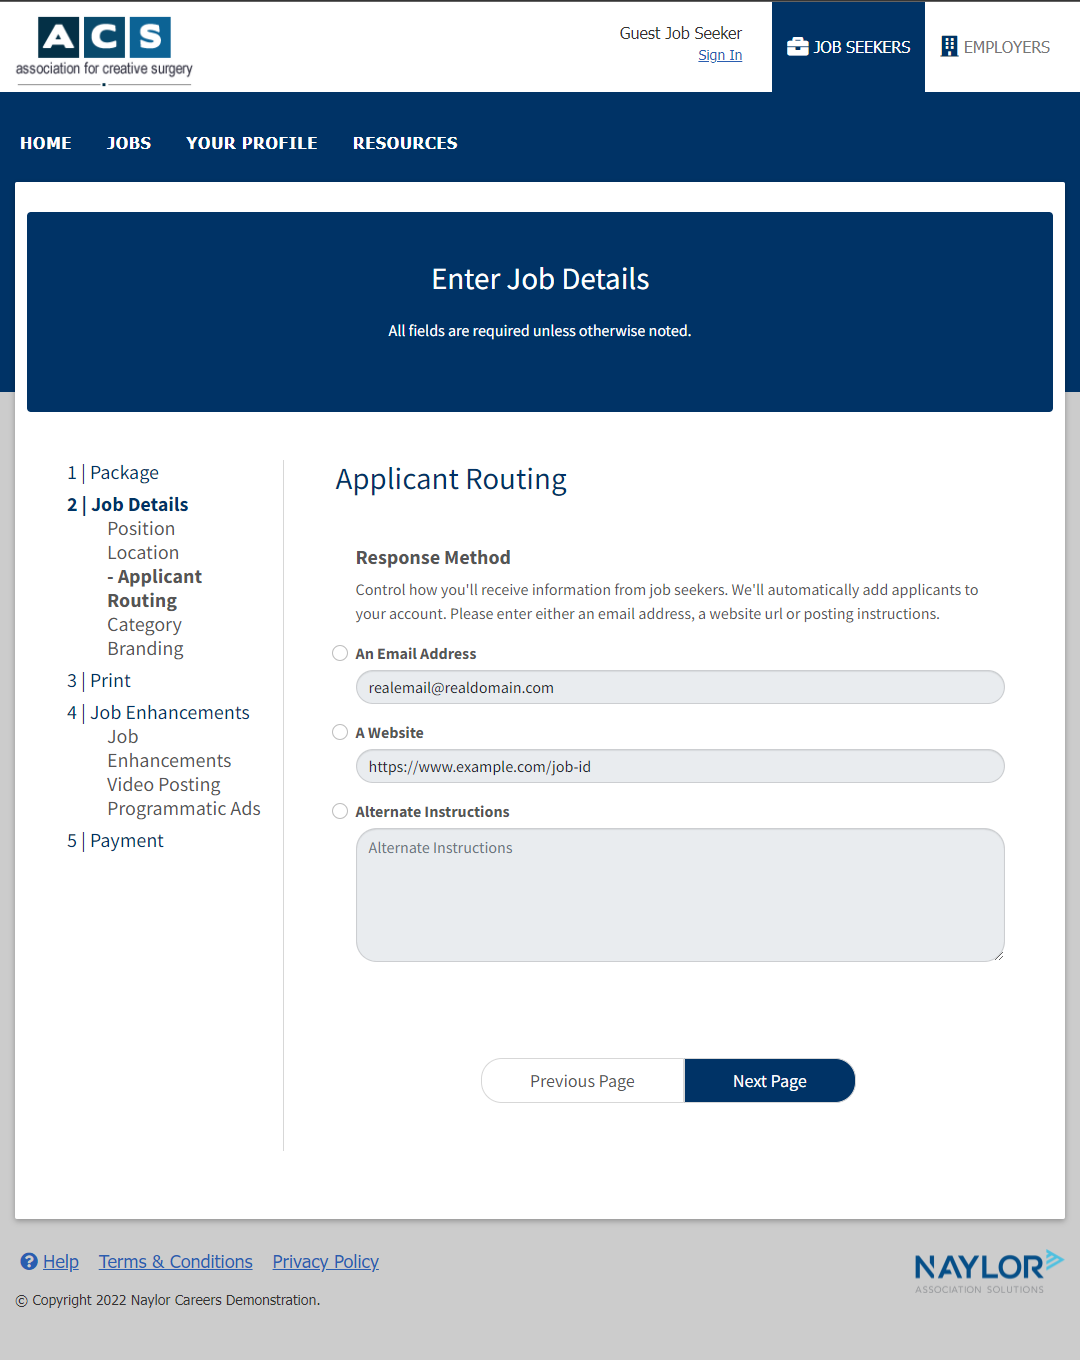 ACS
association for creative surgery
Guest Job Seeker
Sign In
JOB SEEKERS
EMPLOYERS
HOME
JOBS
YOUR PROFILE
RESOURCES
Enter Job Details
All fields are required unless otherwise noted.
1 | Package
2 | Job Details
Position
Location
- Applicant
Routing
Category
Branding
3 | Print
4 | Job Enhancements
Job
Enhancements
Video Posting
Programmatic Ads
5 | Payment
Applicant Routing
Response Method
Control how you'll receive information from job seekers. We'll automatically add applicants to
your account. Please enter either an email address, a website url or posting instructions.
An Email Address
realemail@realdomain.com
A Website
https://www.example.com/job-id
Alternate Instructions
Alternate Instructions
Previous Page
Next Page
Help
Terms & Conditions
Privacy Policy
© Copyright 2022 Naylor Careers Demonstration.
NAYLOR
ASSOCIATION SOLUTIONS